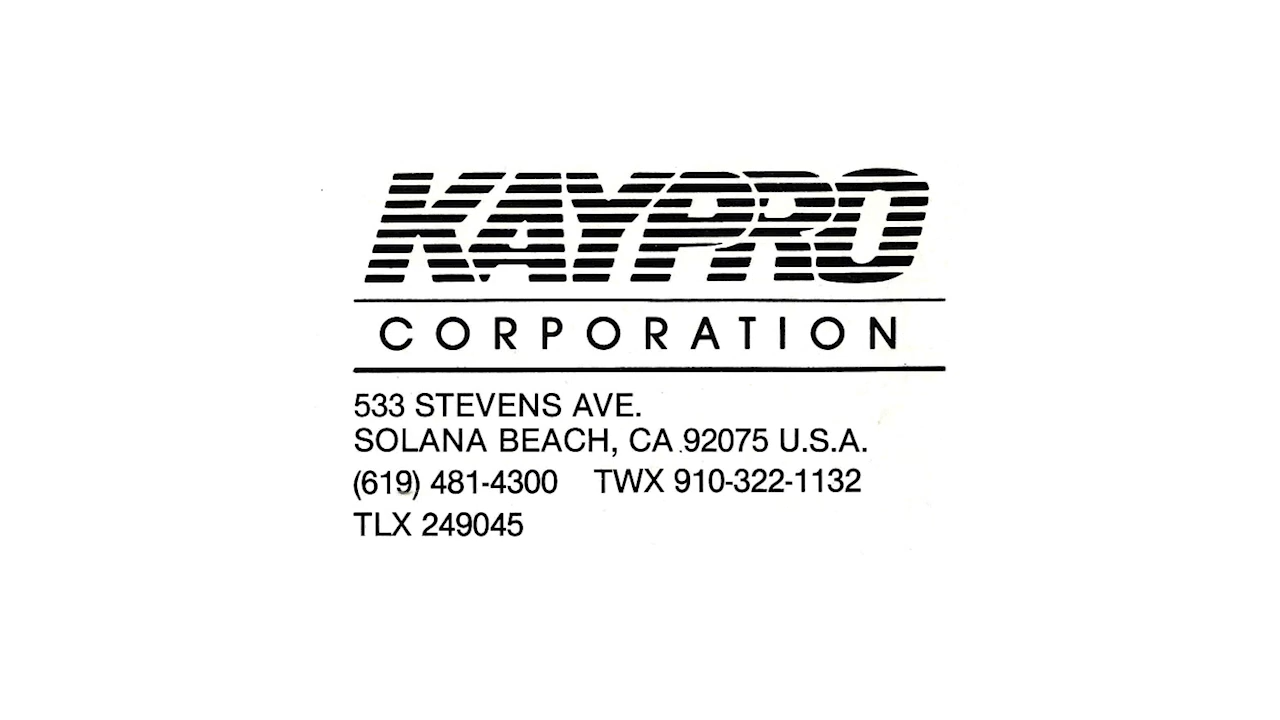 KAYPRO
CORPORATION
533 STEVENS AVE.
SOLANA BEACH, CA 92075 U.S.A.
(619) 481-4300 TWX 910-322-1132
TLX 249045